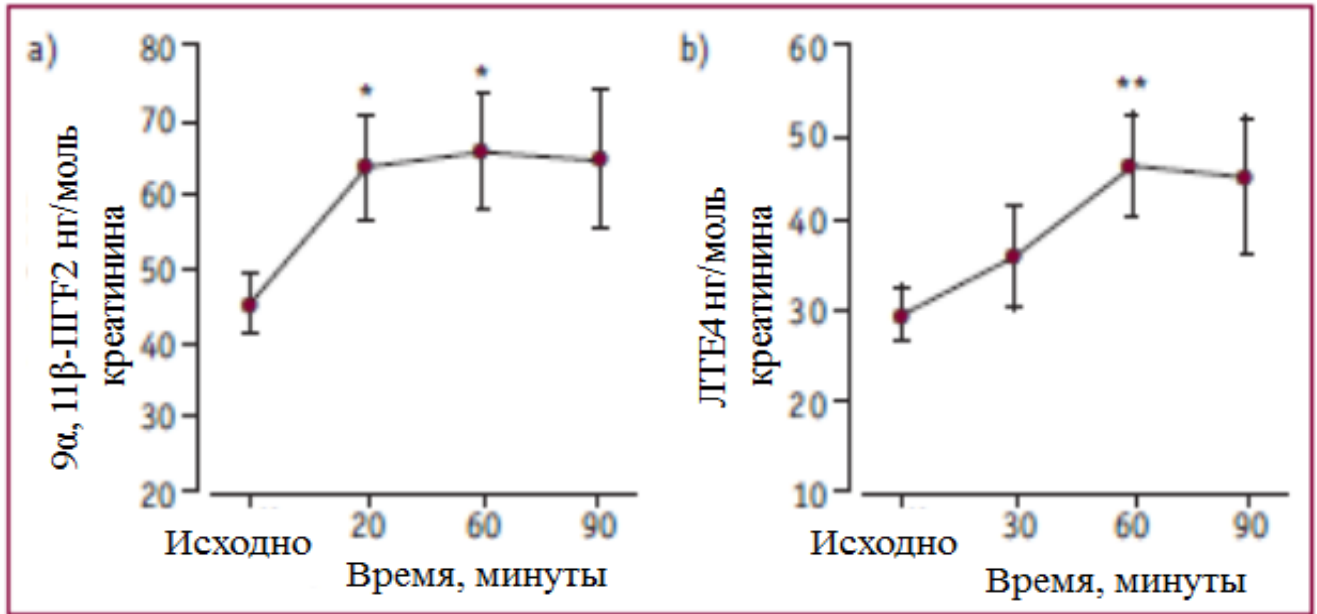 a)
80
70
60
50
40
30
20
9α, 11β-ПГF2 нг/моль
креатинина
*
*
Исходно
20
60
90
Время, минуты
b)
60
50
40
30
20
10
ЛТЕ4 нг/моль
креатинина
**
Исходно
30
60
90
Время, минуты